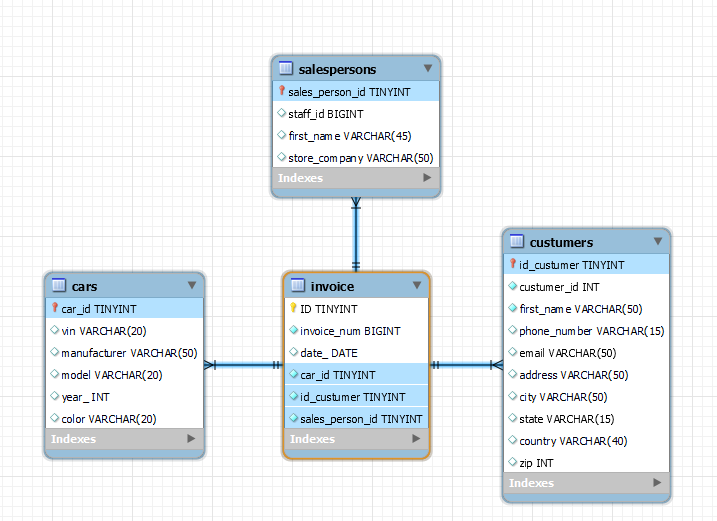 salespersons
sales_person_id TINYINT
staff_id BIGINT
first_name VARCHAR(45)
store_company VARCHAR(50)
Indexes
cars
car_id TINYINT
vin VARCHAR(20)
manufacturer VARCHAR(50)
model VARCHAR(20)
year_ INT
color VARCHAR(20)
Indexes
invoice
ID TINYINT
invoice_num BIGINT
date_ DATE
car_id TINYINT
id_custumer TINYINT
sales_person_id TINYINT
Indexes
custumers
id_custumer TINYINT
custumer_id INT
first_name VARCHAR(50)
phone_number VARCHAR(15)
email VARCHAR(50)
address VARCHAR(50)
city VARCHAR(50)
state VARCHAR(15)
country VARCHAR(40)
zip INT
Indexes